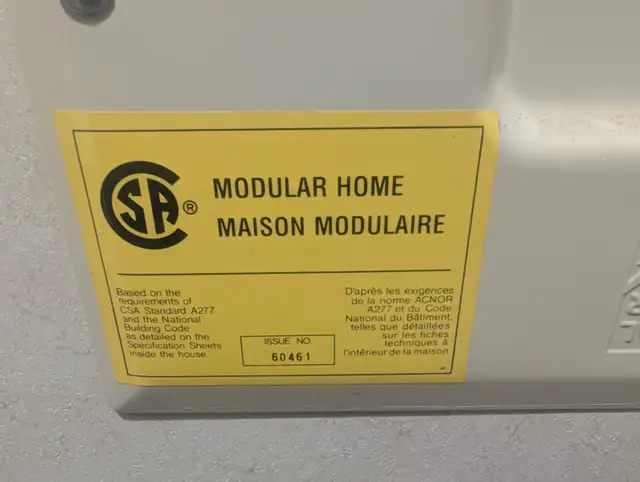 CSA ®
MODULAR HOME
MAISON MODULAIRE
Based on the
requirements of
CSA Standard A277
and the National
Building Code
as detailed on the
Specification Sheets
inside the house
ISSUE NO.
60461
D'après les exigences
de la norme ACNOR
A277 et du Code
National du Bâtiment,
telles que détaillées
sur les fiches
techniques à
l'intérieur de la maison